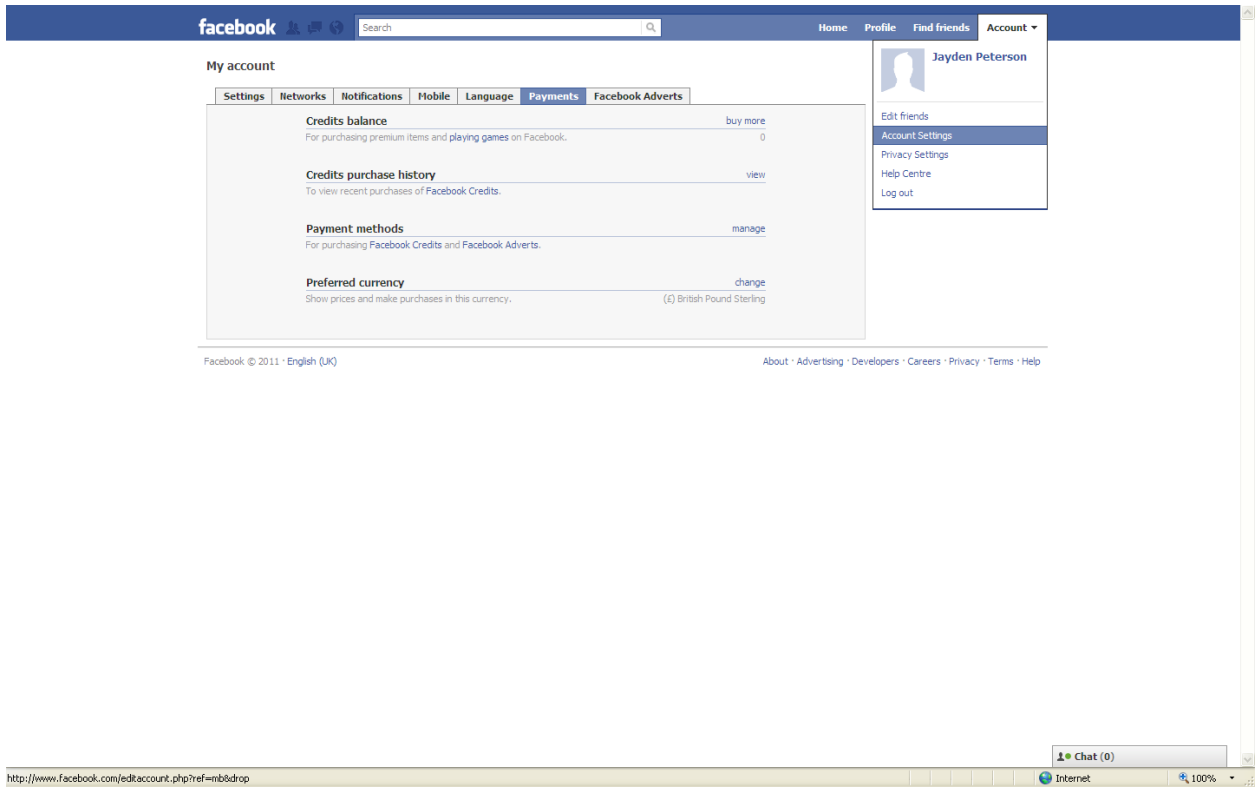 facebook Search Home Profile Find friends Account
Jayden Peterson
My account
Settings Networks Notifications Mobile Language Payments Facebook Adverts
Edit friends
Account Settings
Privacy Settings
Help Centre
Log out
Credits balance buy more
For purchasing premium items and playing games on Facebook. 0
Credits purchase history view
To view recent purchases of Facebook Credits.
Payment methods manage
For purchasing Facebook Credits and Facebook Adverts.
Preferred currency change
Show prices and make purchases in this currency. (£) British Pound Sterling
Facebook © 2011 · English (UK) About · Advertising · Developers · Careers · Privacy · Terms · Help
Chat (0)
http://www.facebook.com/editaccount.php?ref=mb&drop Internet 100%